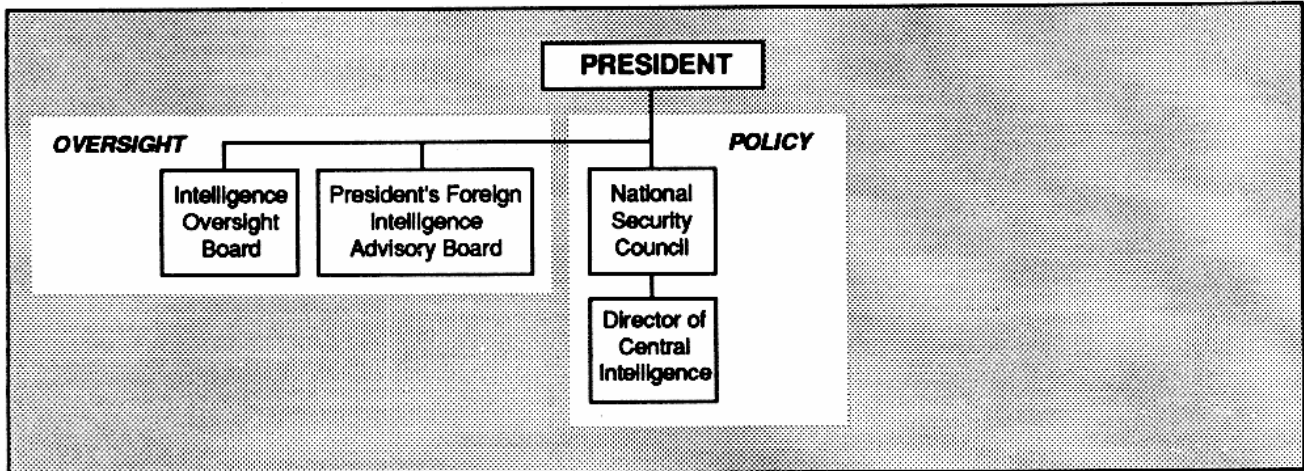 PRESIDENT
OVERSIGHT
POLICY
Intelligence
Oversight
Board
President's Foreign
Intelligence
Advisory Board
National
Security
Council
Director of
Central
Intelligence